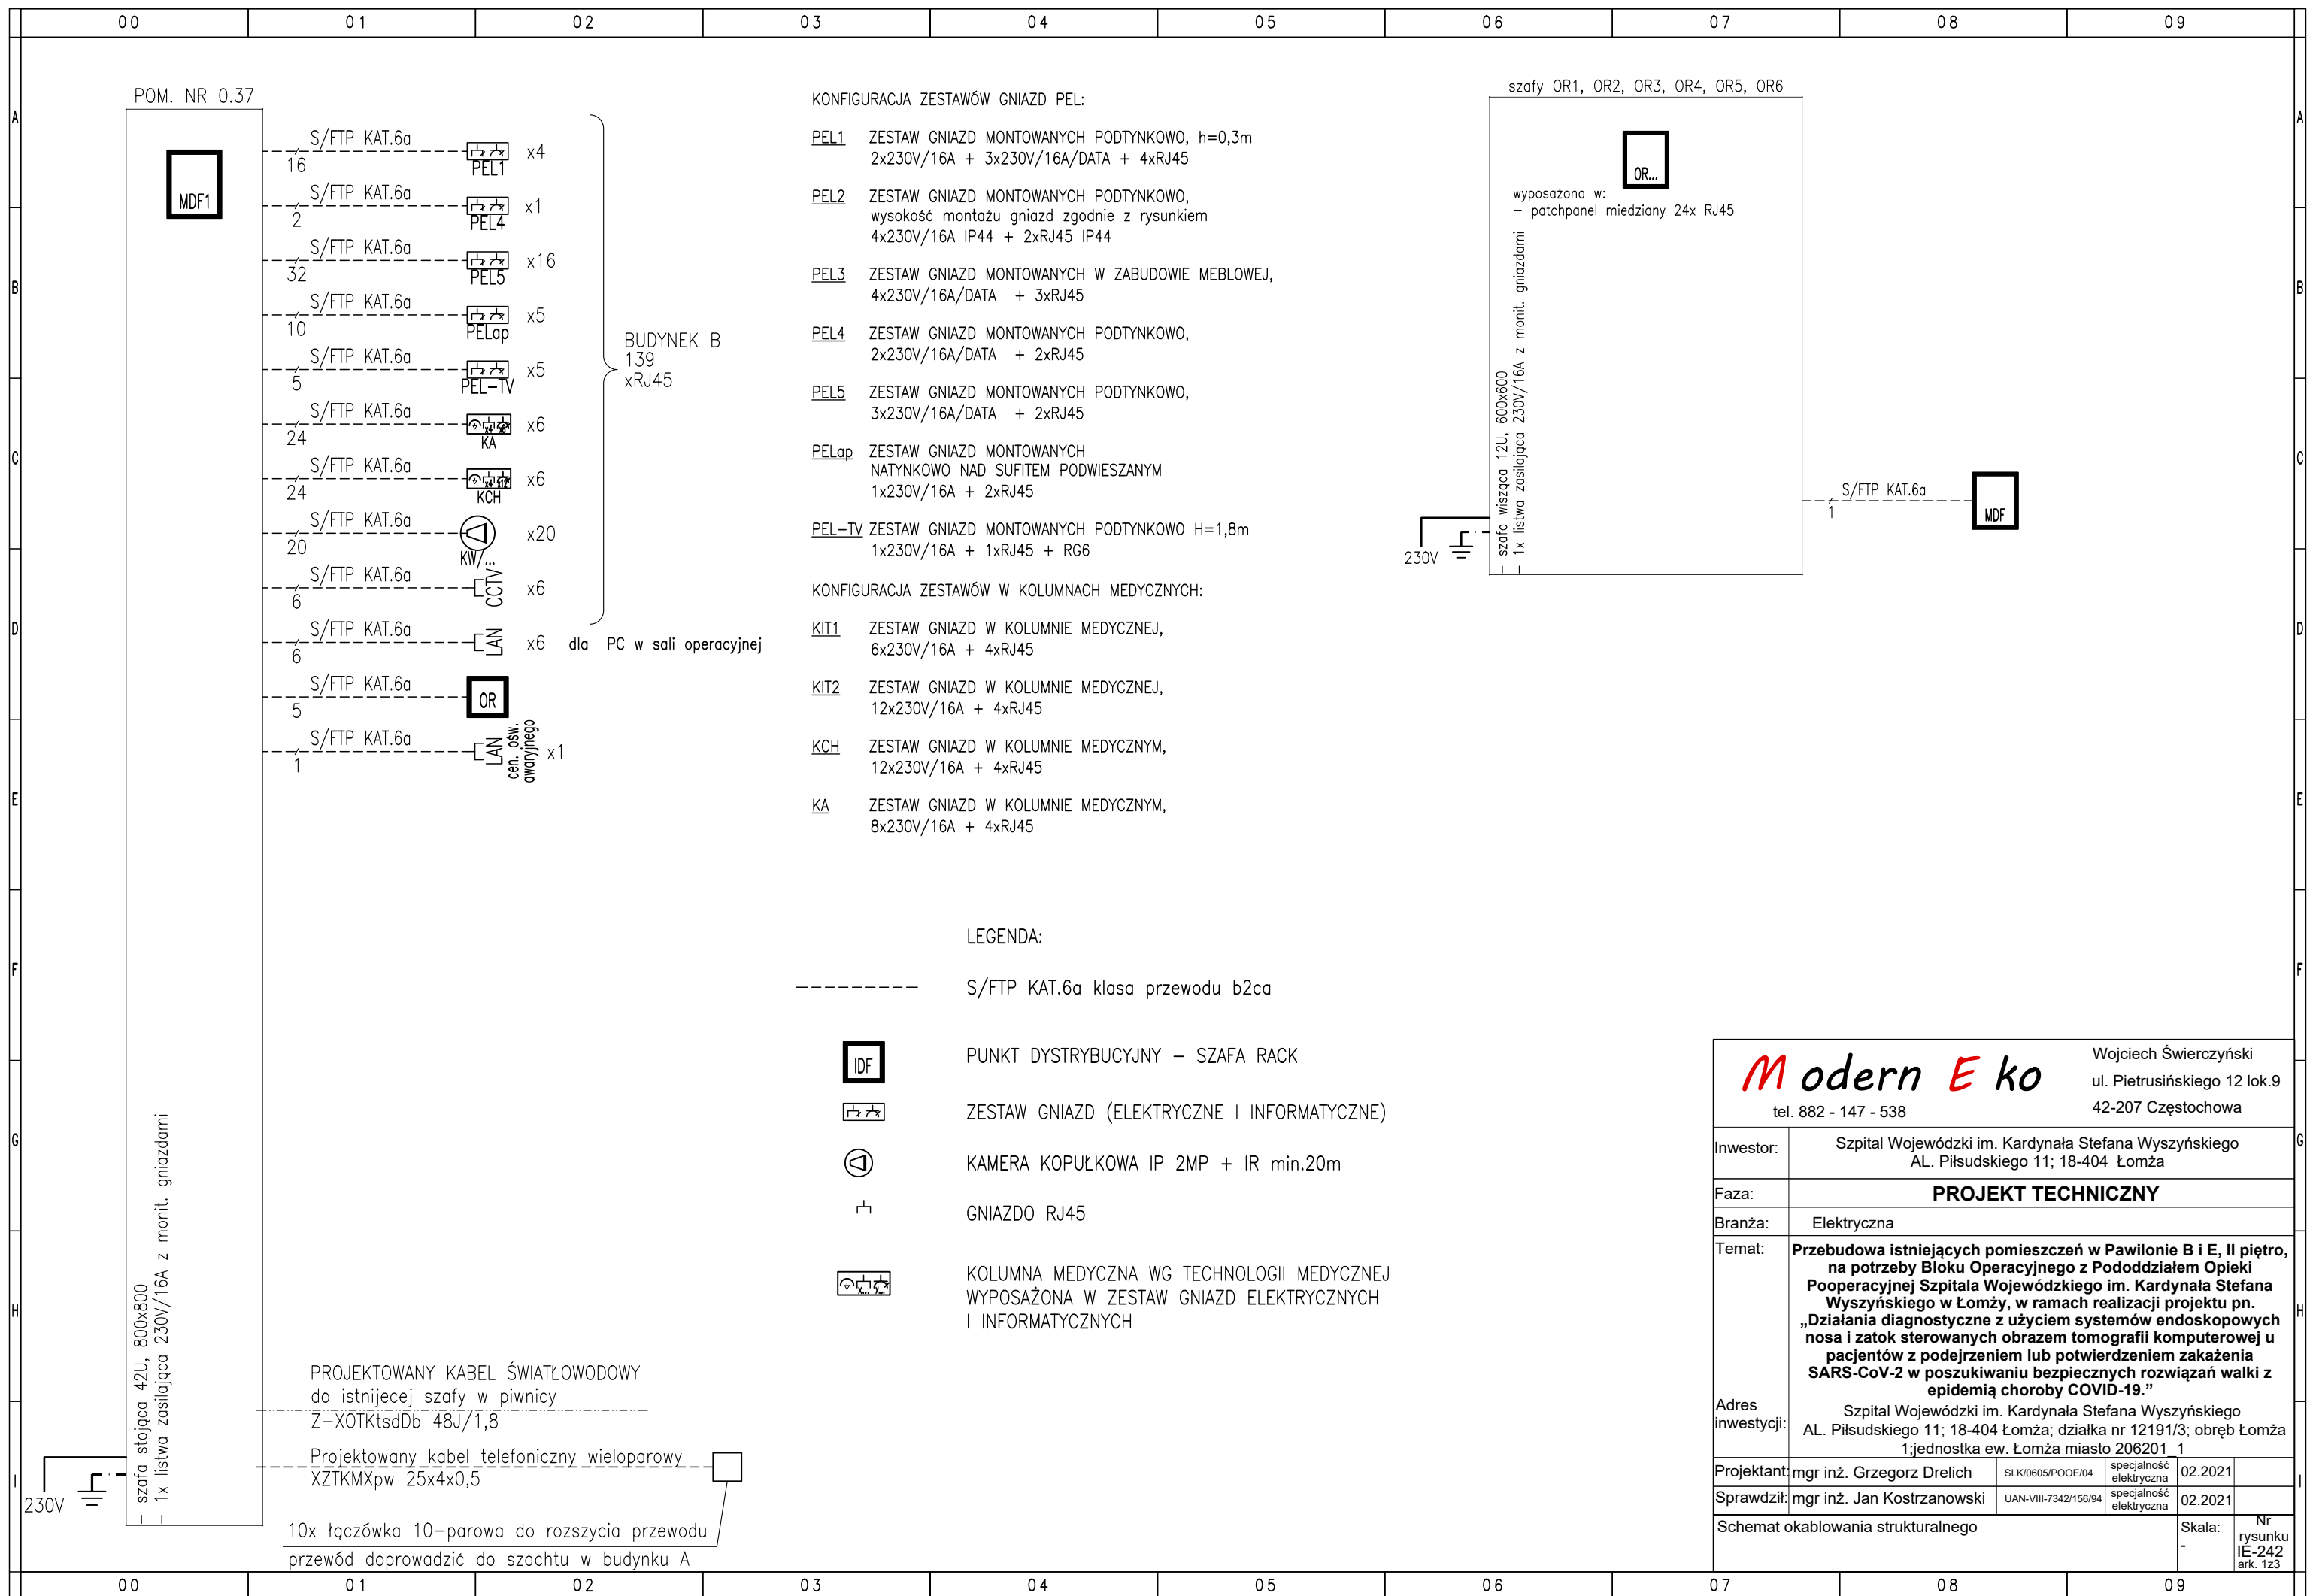 00 01 02 03 04 05 06 07 08 09
A
B
C
D
E
F
G
H
I
POM. NR 0.37
MDF1
S/FTP KAT.6a
16
PEL1
x4
S/FTP KAT.6a
2
PEL4
x1
S/FTP KAT.6a
32
PEL5
x16
S/FTP KAT.6a
10
PELap
x5
S/FTP KAT.6a
5
PEL-TV
x5
S/FTP KAT.6a
24
x4 x8
KA
x6
S/FTP KAT.6a
24
x4 x12
KCH
x6
S/FTP KAT.6a
20
KW/...
x20
S/FTP KAT.6a
6
CCTV
x6
S/FTP KAT.6a
6
LAN
x6 dla PC w sali operacyjnej
S/FTP KAT.6a
5
OR
S/FTP KAT.6a
1
LAN
cen. ośw.
awaryjnego
x1
BUDYNEK B
139
xRJ45
- szafa stojąca 42U, 800x800
- 1x listwa zasilająca 230V/16A z monit. gniazdami
230V
PROJEKTOWANY KABEL ŚWIATŁOWODOWY
do istnijecej szafy w piwnicy
Z-XOTKtsdDb 48J/1,8
Projektowany kabel telefoniczny wieloparowy
XZTKMXpw 25x4x0,5
10x łączówka 10-parowa do rozszycia przewodu
przewód doprowadzić do szachtu w budynku A
KONFIGURACJA ZESTAWÓW GNIAZD PEL:
PEL1 ZESTAW GNIAZD MONTOWANYCH PODTYNKOWO, h=0,3m
2x230V/16A + 3x230V/16A/DATA + 4xRJ45
PEL2 ZESTAW GNIAZD MONTOWANYCH PODTYNKOWO,
wysokość montażu gniazd zgodnie z rysunkiem
4x230V/16A IP44 + 2xRJ45 IP44
PEL3 ZESTAW GNIAZD MONTOWANYCH W ZABUDOWIE MEBLOWEJ,
4x230V/16A/DATA + 3xRJ45
PEL4 ZESTAW GNIAZD MONTOWANYCH PODTYNKOWO,
2x230V/16A/DATA + 2xRJ45
PEL5 ZESTAW GNIAZD MONTOWANYCH PODTYNKOWO,
3x230V/16A/DATA + 2xRJ45
PELap ZESTAW GNIAZD MONTOWANYCH
NATYNKOWO NAD SUFITEM PODWIESZANYM
1x230V/16A + 2xRJ45
PEL-TV ZESTAW GNIAZD MONTOWANYCH PODTYNKOWO H=1,8m
1x230V/16A + 1xRJ45 + RG6
KONFIGURACJA ZESTAWÓW W KOLUMNACH MEDYCZNYCH:
KIT1 ZESTAW GNIAZD W KOLUMNIE MEDYCZNEJ,
6x230V/16A + 4xRJ45
KIT2 ZESTAW GNIAZD W KOLUMNIE MEDYCZNEJ,
12x230V/16A + 4xRJ45
KCH ZESTAW GNIAZD W KOLUMNIE MEDYCZNYM,
12x230V/16A + 4xRJ45
KA ZESTAW GNIAZD W KOLUMNIE MEDYCZNYM,
8x230V/16A + 4xRJ45
LEGENDA:
S/FTP KAT.6a klasa przewodu b2ca
IDF
PUNKT DYSTRYBUCYJNY - SZAFA RACK
ZESTAW GNIAZD (ELEKTRYCZNE I INFORMATYCZNE)
KAMERA KOPUŁKOWA IP 2MP + IR min.20m
GNIAZDO RJ45
KOLUMNA MEDYCZNA WG TECHNOLOGII MEDYCZNEJ
WYPOSAŻONA W ZESTAW GNIAZD ELEKTRYCZNYCH
I INFORMATYCZNYCH
szafy OR1, OR2, OR3, OR4, OR5, OR6
OR...
wyposażona w:
- patchpanel miedziany 24x RJ45
- szafa wisząca 12U, 600x600
- 1x listwa zasilająca 230V/16A z monit. gniazdami
230V
S/FTP KAT.6a
1
MDF
Modern Eko
tel. 882 - 147 - 538
Wojciech Świerczyński
ul. Pietrusińskiego 12 lok.9
42-207 Częstochowa
Inwestor:
Szpital Wojewódzki im. Kardynała Stefana Wyszyńskiego
AL. Piłsudskiego 11; 18-404 Łomża
Faza: PROJEKT TECHNICZNY
Branża: Elektryczna
Temat: Przebudowa istniejących pomieszczeń w Pawilonie B i E, II piętro,
na potrzeby Bloku Operacyjnego z Pododdziałem Opieki
Pooperacyjnej Szpitala Wojewódzkiego im. Kardynała Stefana
Wyszyńskiego w Łomży, w ramach realizacji projektu pn.
„Działania diagnostyczne z użyciem systemów endoskopowych
nosa i zatok sterowanych obrazem tomografii komputerowej u
pacjentów z podejrzeniem lub potwierdzeniem zakażenia
SARS-CoV-2 w poszukiwaniu bezpiecznych rozwiązań walki z
epidemią choroby COVID-19.”
Adres
inwestycji:
Szpital Wojewódzki im. Kardynała Stefana Wyszyńskiego
AL. Piłsudskiego 11; 18-404 Łomża; działka nr 12191/3; obręb Łomża
1;jednostka ew. Łomża miasto 206201_1
Projektant: mgr inż. Grzegorz Drelich SLK/0605/POOE/04 specjalność elektryczna 02.2021
Sprawdził: mgr inż. Jan Kostrzanowski UAN-VIII-7342/156/94 specjalność elektryczna 02.2021
Schemat okablowania strukturalnego
Skala:
-
Nr
rysunku
IE-242
ark. 1z3
A
B
C
D
E
F
G
H
I
00 01 02 03 04 05 06 07 08 09